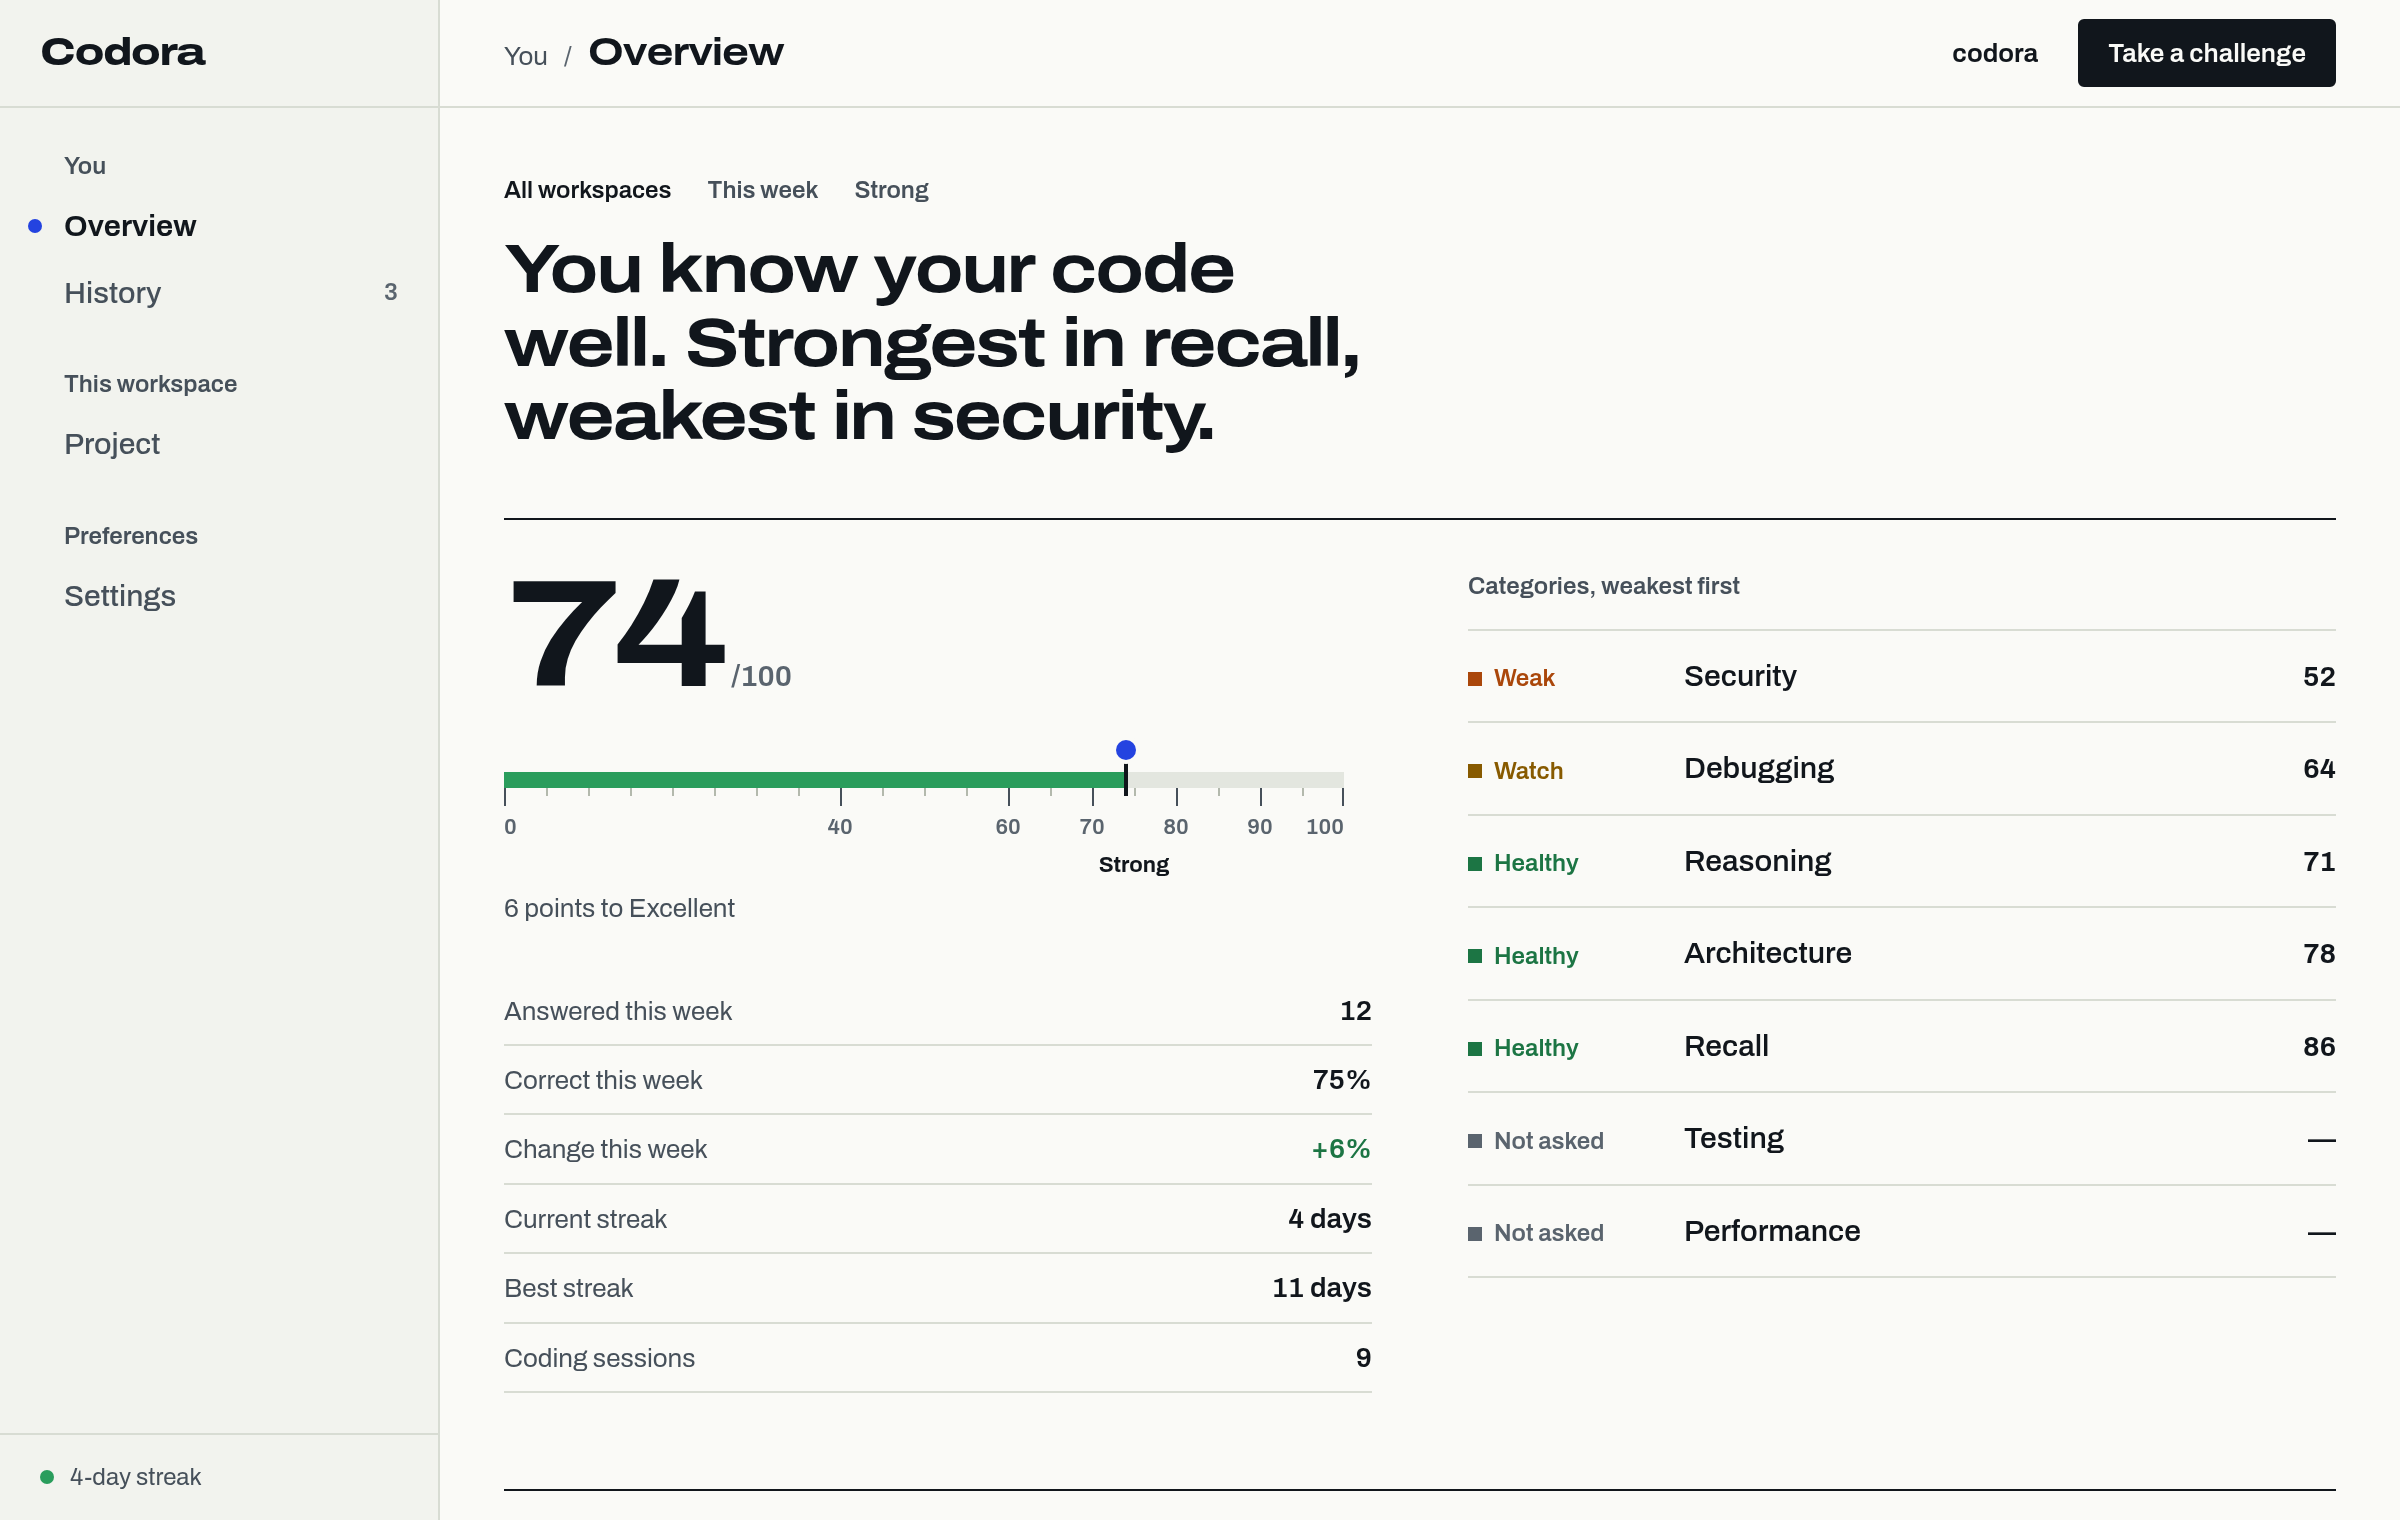 Codora
You / Overview
codora
Take a challenge
You
Overview
History 3
This workspace
Project
Preferences
Settings
4-day streak
All workspaces This week Strong
You know your code
well. Strongest in recall,
weakest in security.
74 /100
0 40 60 70 80 90 100
Strong
6 points to Excellent
Answered this week 12
Correct this week 75%
Change this week +6%
Current streak 4 days
Best streak 11 days
Coding sessions 9
Categories, weakest first
Weak Security 52
Watch Debugging 64
Healthy Reasoning 71
Healthy Architecture 78
Healthy Recall 86
Not asked Testing —
Not asked Performance —